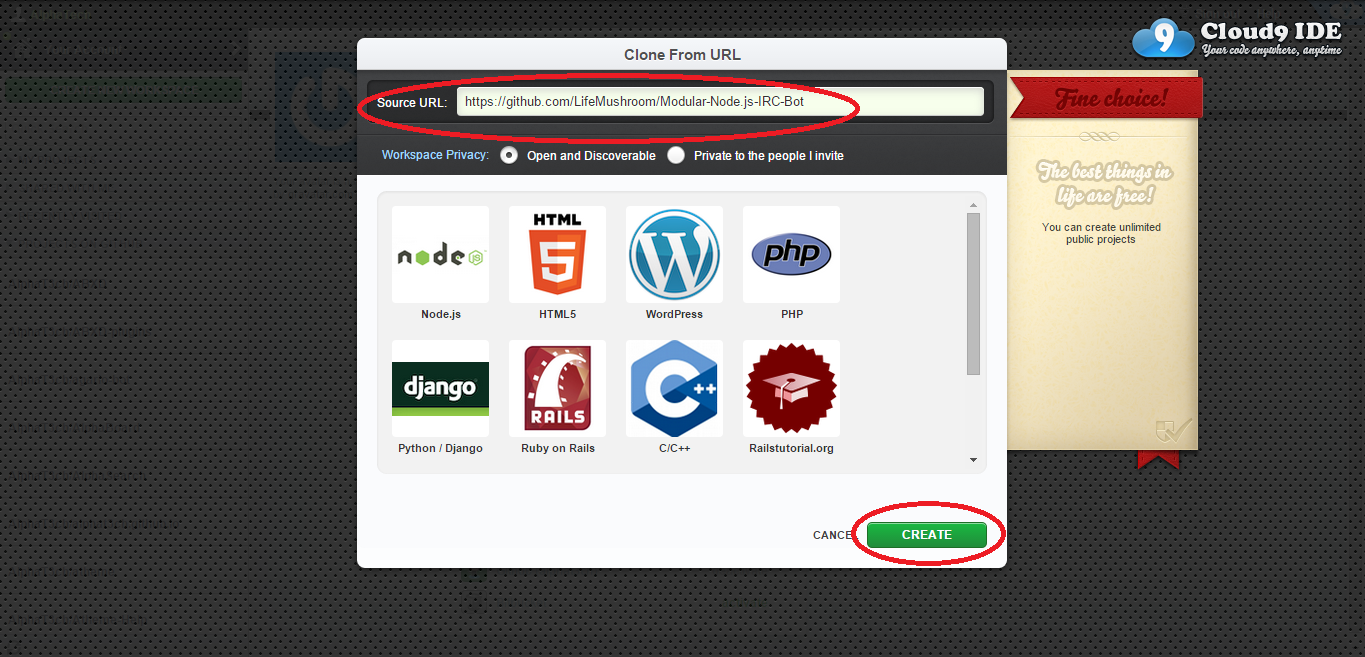 Cloud9 IDE
Your code anywhere, anytime
Clone From URL
Source URL: https://github.com/LifeMushroom/Modular-Node.js-IRC-Bot
Fine choice!
Workspace Privacy: Open and Discoverable Private to the people I invite
The best things in
life are free!
You can create unlimited
public projects
node JS
HTML
5
W
php
Node.js HTML5 WordPress PHP
django
RAILS
C++
Python / Django Ruby on Rails C/C++ Railstutorial.org
CANCE CREATE